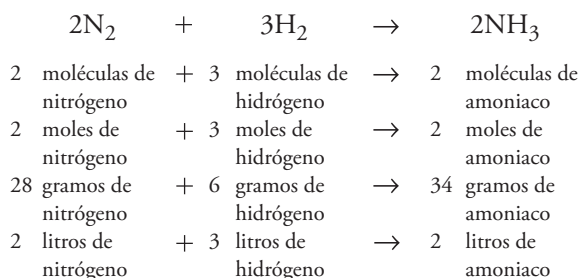 2N₂ + 3H₂ → 2NH₃
2 moléculas de + 3 moléculas de → 2 moléculas de
nitrógeno hidrógeno amoniaco
2 moles de + 3 moles de → 2 moles de
nitrógeno hidrógeno amoniaco
28 gramos de + 6 gramos de → 34 gramos de
nitrógeno hidrógeno amoniaco
2 litros de + 3 litros de → 2 litros de
nitrógeno hidrógeno amoniaco